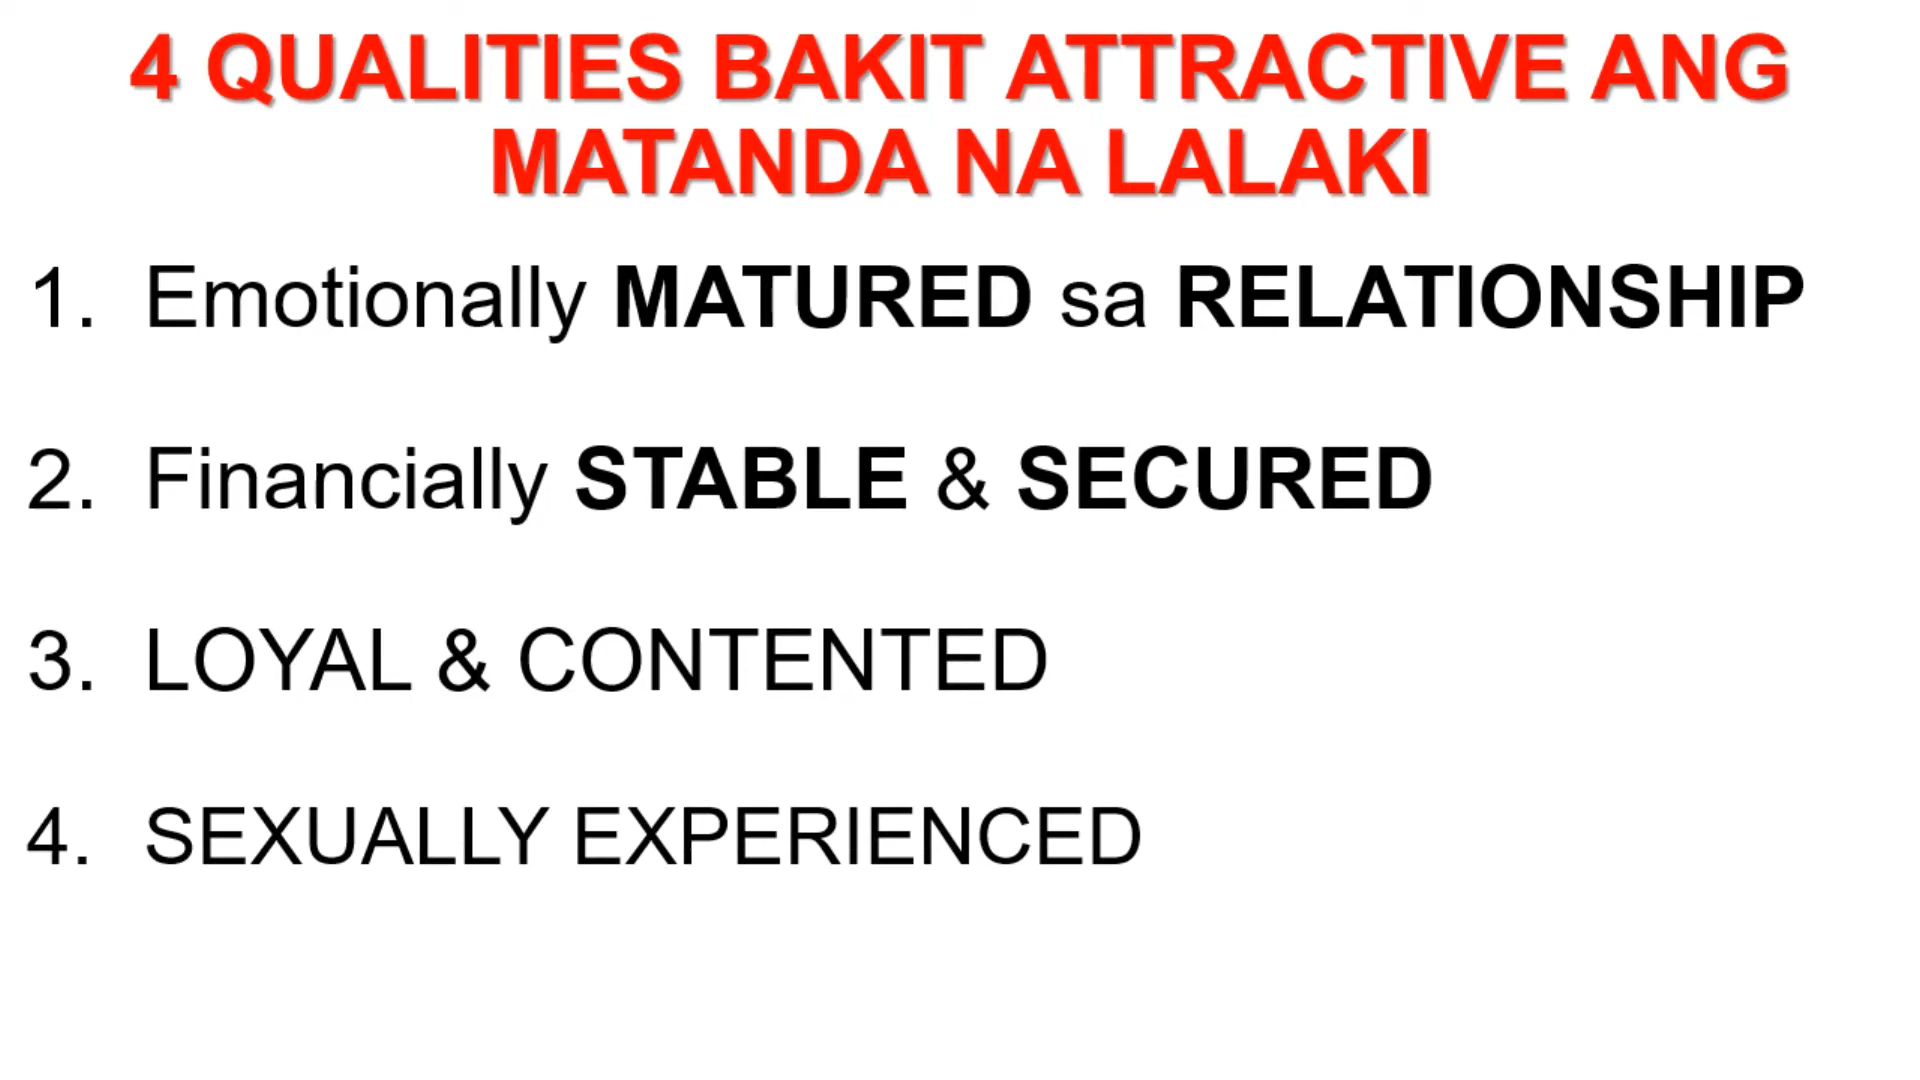 4 QUALITIES BAKIT ATTRACTIVE ANG
MATANDA NA LALAKI
1. Emotionally MATURED sa RELATIONSHIP
2. Financially STABLE & SECURED
3. LOYAL & CONTENTED
4. SEXUALLY EXPERIENCED